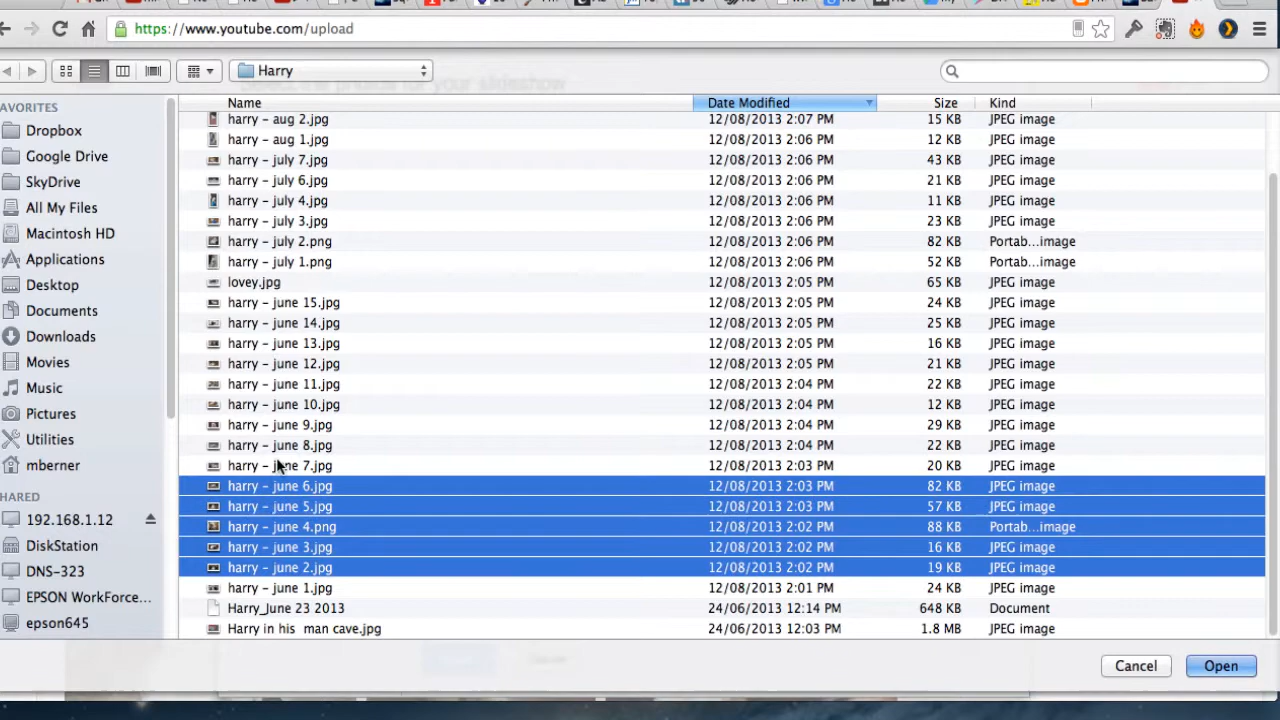 https://www.youtube.com/upload
Select the photos for your slideshow
Harry
FAVORITES
Dropbox
Google Drive
SkyDrive
All My Files
Macintosh HD
Applications
Desktop
Documents
Downloads
Movies
Music
Pictures
Utilities
mberner
SHARED
192.168.1.12
DiskStation
DNS-323
EPSON WorkForce...
epson645
Name Date Modified Size Kind
harry - aug 2.jpg 12/08/2013 2:07 PM 15 KB JPEG image
harry - aug 1.jpg 12/08/2013 2:06 PM 12 KB JPEG image
harry - july 7.jpg 12/08/2013 2:06 PM 43 KB JPEG image
harry - july 6.jpg 12/08/2013 2:06 PM 21 KB JPEG image
harry - july 4.jpg 12/08/2013 2:06 PM 11 KB JPEG image
harry - july 3.jpg 12/08/2013 2:06 PM 23 KB JPEG image
harry - july 2.png 12/08/2013 2:06 PM 82 KB Portab...image
harry - july 1.png 12/08/2013 2:06 PM 52 KB Portab...image
lovey.jpg 12/08/2013 2:05 PM 65 KB JPEG image
harry - june 15.jpg 12/08/2013 2:05 PM 24 KB JPEG image
harry - june 14.jpg 12/08/2013 2:05 PM 25 KB JPEG image
harry - june 13.jpg 12/08/2013 2:05 PM 16 KB JPEG image
harry - june 12.jpg 12/08/2013 2:05 PM 21 KB JPEG image
harry - june 11.jpg 12/08/2013 2:04 PM 22 KB JPEG image
harry - june 10.jpg 12/08/2013 2:04 PM 12 KB JPEG image
harry - june 9.jpg 12/08/2013 2:04 PM 29 KB JPEG image
harry - june 8.jpg 12/08/2013 2:04 PM 22 KB JPEG image
harry - june 7.jpg 12/08/2013 2:03 PM 20 KB JPEG image
harry - june 6.jpg 12/08/2013 2:03 PM 82 KB JPEG image
harry - june 5.jpg 12/08/2013 2:03 PM 57 KB JPEG image
harry - june 4.png 12/08/2013 2:02 PM 88 KB Portab...image
harry - june 3.jpg 12/08/2013 2:02 PM 16 KB JPEG image
harry - june 2.jpg 12/08/2013 2:02 PM 19 KB JPEG image
harry - june 1.jpg 12/08/2013 2:01 PM 24 KB JPEG image
Harry_June 23 2013 24/06/2013 12:14 PM 648 KB Document
Harry in his man cave.jpg 24/06/2013 12:03 PM 1.8 MB JPEG image
Cancel
Open